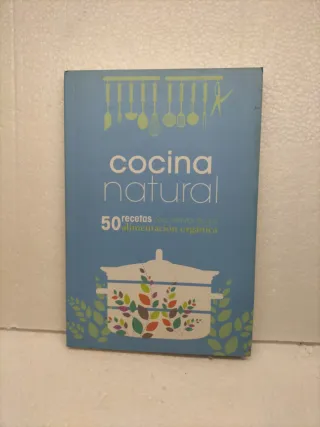 cocina
natural
50 recetas
alimentación orgánica